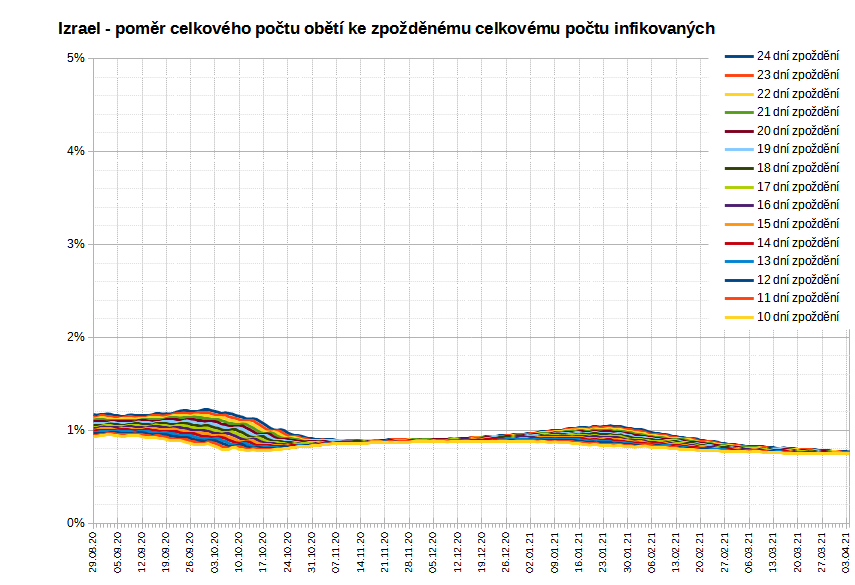 Izrael - poměr celkového počtu obětí ke zpožděnému celkovému počtu infikovaných
5%
4%
3%
2%
1%
0%
24 dní zpoždění
23 dní zpoždění
22 dní zpoždění
21 dní zpoždění
20 dní zpoždění
19 dní zpoždění
18 dní zpoždění
17 dní zpoždění
16 dní zpoždění
15 dní zpoždění
14 dní zpoždění
13 dní zpoždění
12 dní zpoždění
11 dní zpoždění
10 dní zpoždění
29.08.20
05.09.20
12.09.20
19.09.20
26.09.20
03.10.20
10.10.20
17.10.20
24.10.20
31.10.20
07.11.20
14.11.20
21.11.20
28.11.20
05.12.20
12.12.20
19.12.20
26.12.20
02.01.21
09.01.21
16.01.21
23.01.21
30.01.21
06.02.21
13.02.21
20.02.21
27.02.21
06.03.21
13.03.21
20.03.21
27.03.21
03.04.21